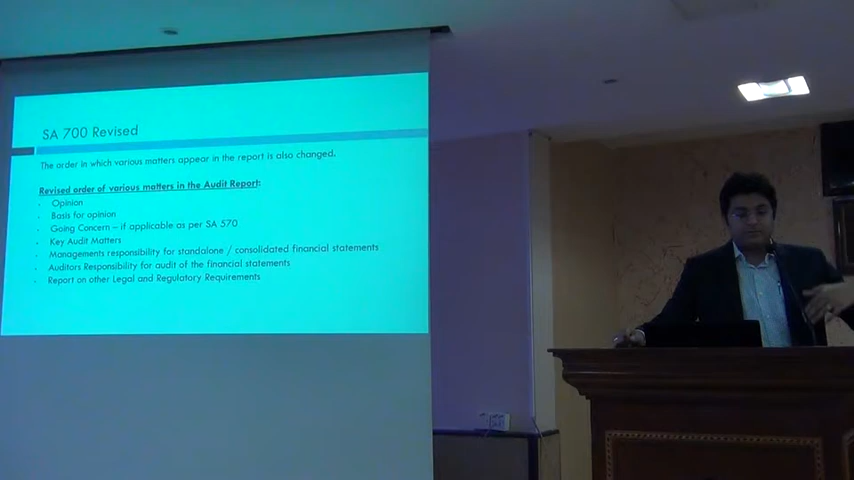 SA 700 Revised
The order in which various matters appear in the report is also changed.
Revised order of various matters in the Audit Report:
Opinion
Basis for opinion
Going Concern – if applicable as per SA 570
Key Audit Matters
Managements responsibility for standalone / consolidated financial statements
Auditors Responsibility for audit of the financial statements
Report on other Legal and Regulatory Requirements